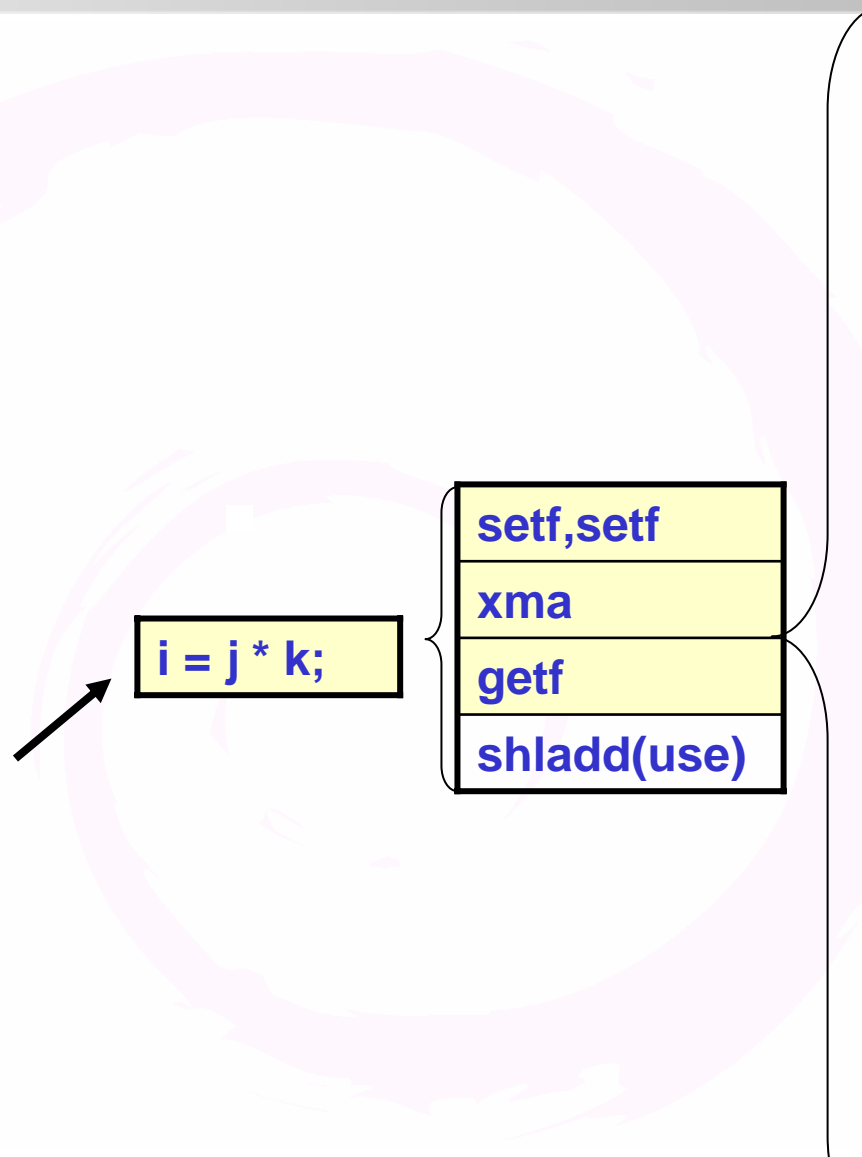 i = j * k;
setf,setf
xma
getf
shladd(use)